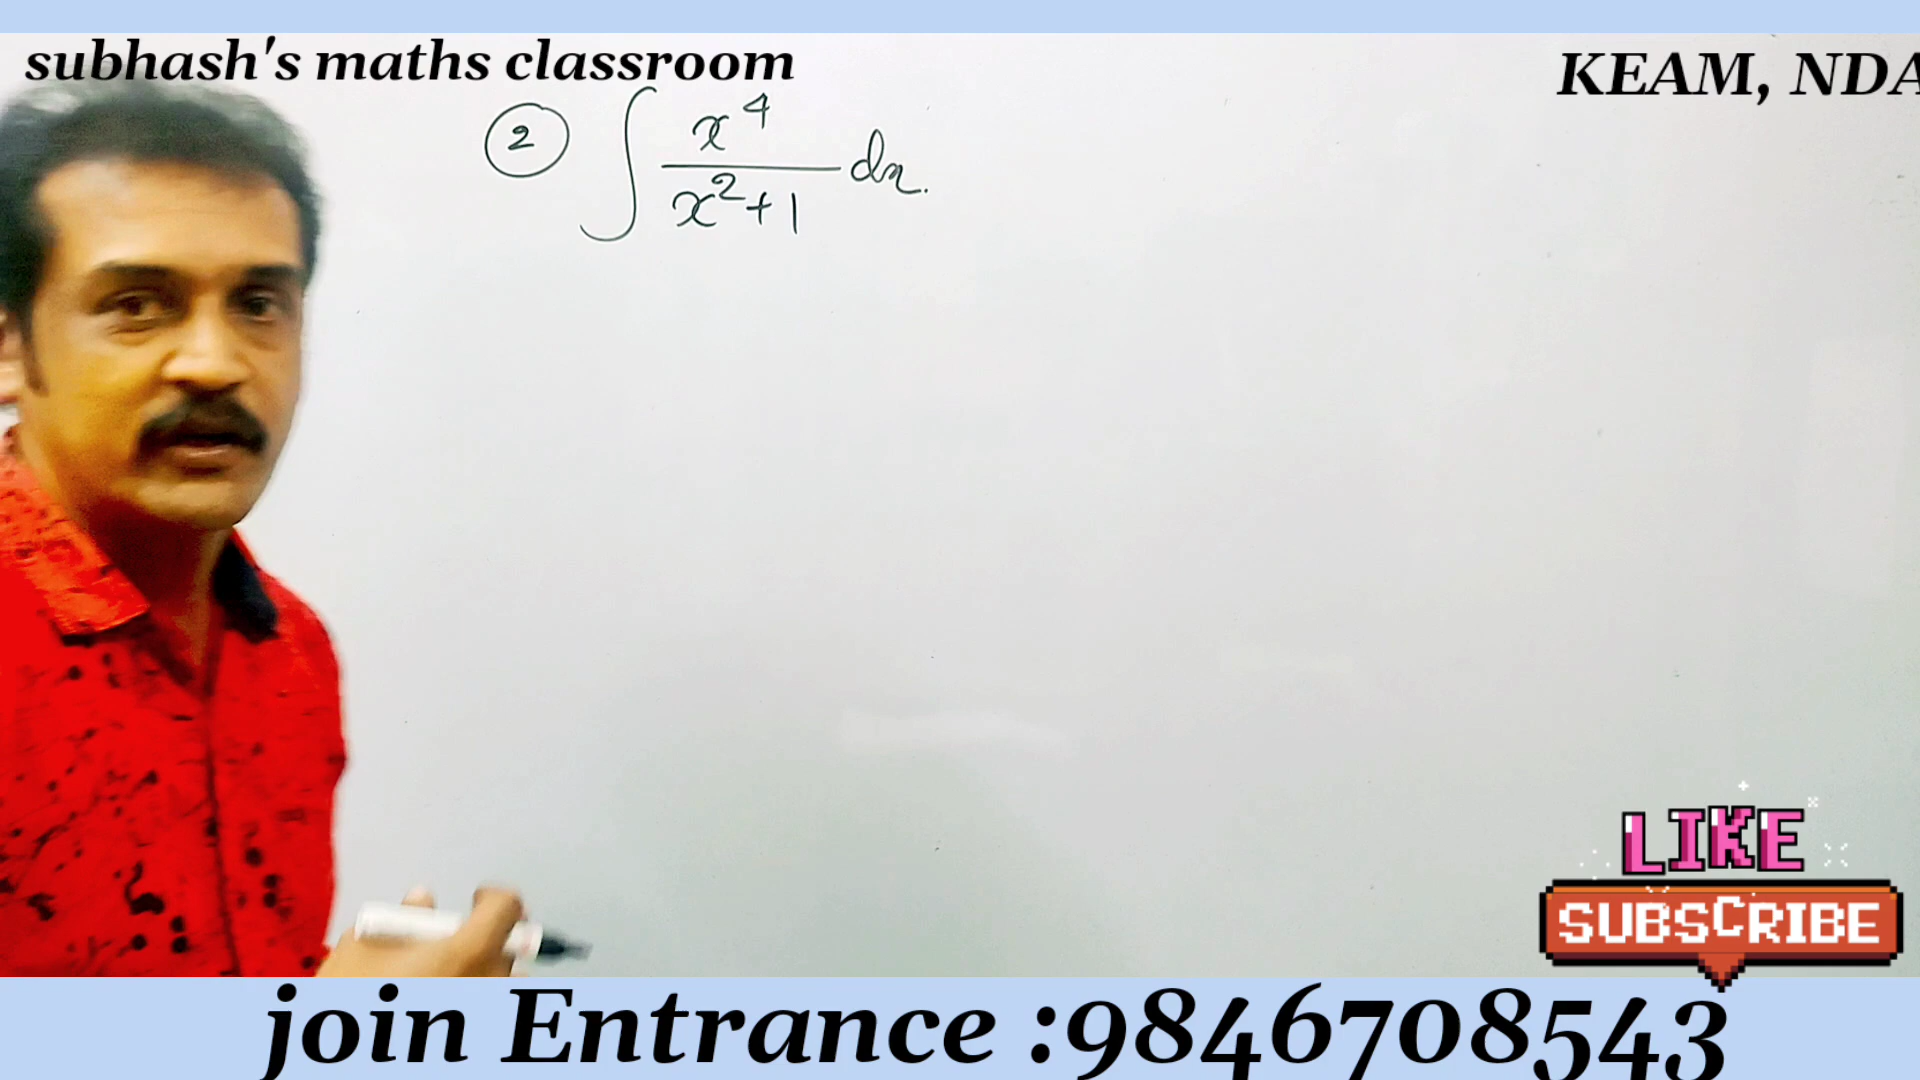 subhash's maths classroom
KEAM, NDA
② ∫ x⁴/(x²+1) dx.
LIKE
SUBSCRIBE
join Entrance :9846708543